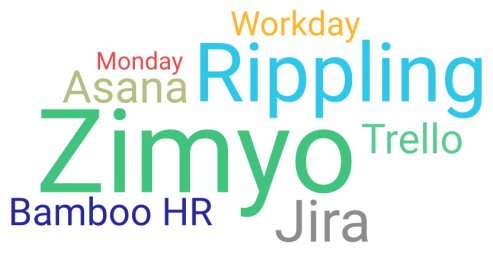 Workday
Monday
Rippling
Asana
Zimyo
Trello
Bamboo HR
Jira